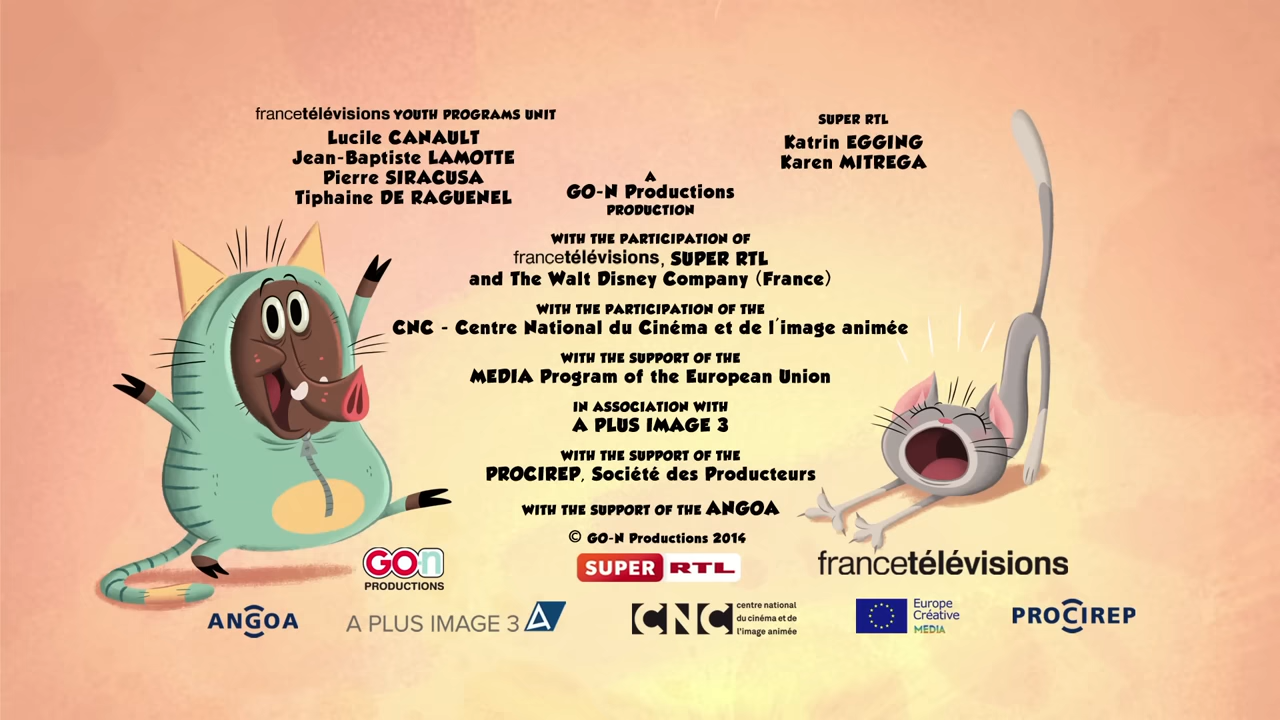 francetélévisions YOUTH PROGRAMS UNIT
Lucile CANAULT
Jean-Baptiste LAMOTTE
Pierre SIRACUSA
Tiphaine DE RAGUENEL
SUPER RTL
Katrin EGGING
Karen MITREGA
A
GO-N Productions
PRODUCTION
WITH THE PARTICIPATION OF
francetélévisions, SUPER RTL
and The Walt Disney Company (France)
WITH THE PARTICIPATION OF THE
CNC - Centre National du Cinéma et de l'image animée
WITH THE SUPPORT OF THE
MEDIA Program of the European Union
IN ASSOCIATION WITH
A PLUS IMAGE 3
WITH THE SUPPORT OF THE
PROCIREP, Société des Producteurs
WITH THE SUPPORT OF THE ANGOA
© GO-N Productions 2014
GO-n
PRODUCTIONS
SUPER RTL
francetélévisions
ANGOA
A PLUS IMAGE 3
CNC
centre national
du cinéma et de
l'image animée
Europe
Créative
MEDIA
PROCIREP